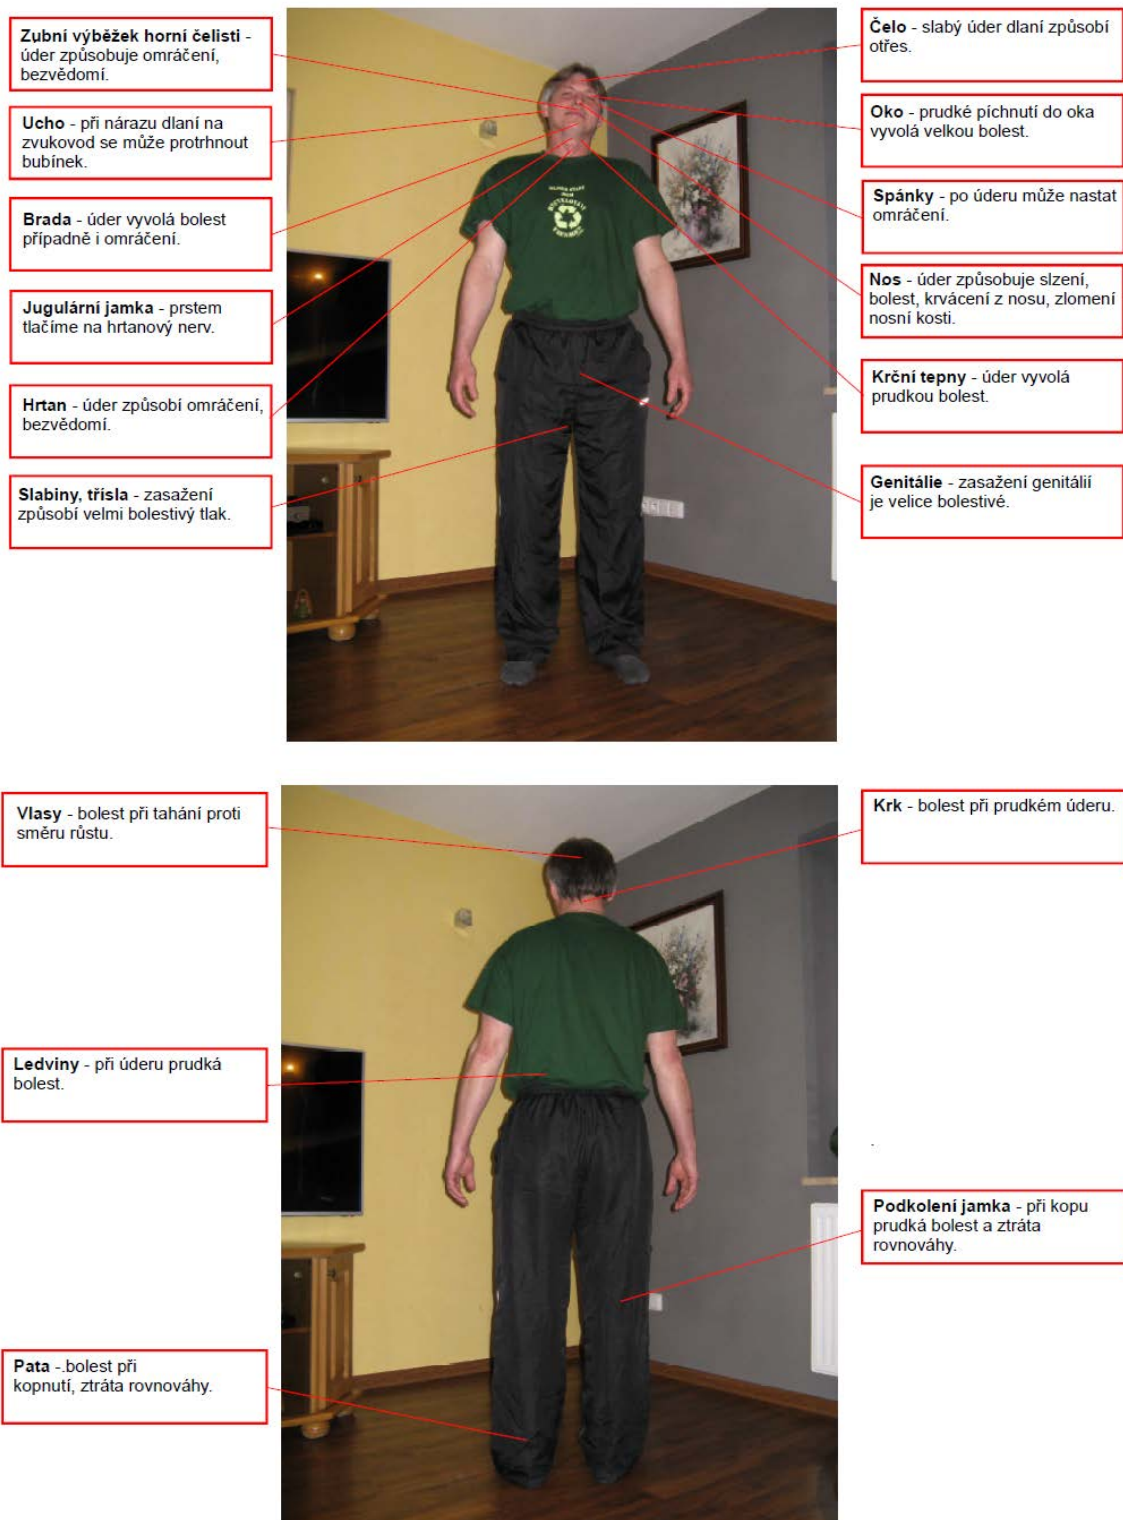 Zubní výběžek horní čelisti -
úder způsobuje omráčení,
bezvědomí.
Ucho - při nárazu dlaní na
zvukovod se může protrhnout
bubínek.
Brada - úder vyvolá bolest
případně i omráčení.
Jugulární jamka - prstem
tlačíme na hrtanový nerv.
Hrtan - úder způsobí omráčení,
bezvědomí.
Slabiny, třísla - zasažení
způsobí velmi bolestivý tlak.
Čelo - slabý úder dlaní způsobí
otřes.
Oko - prudké píchnutí do oka
vyvolá velkou bolest.
Spánky - po úderu může nastat
omráčení.
Nos - úder způsobuje slzení,
bolest, krvácení z nosu, zlomení
nosní kosti.
Krční tepny - úder vyvolá
prudkou bolest.
Genitálie - zasažení genitálií
je velice bolestivé.
Vlasy - bolest při tahání proti
směru růstu.
Krk - bolest při prudkém úderu.
Ledviny - při úderu prudká
bolest.
Podkolení jamka - při kopu
prudká bolest a ztráta
rovnováhy.
Pata -.bolest při
kopnutí, ztráta rovnováhy.